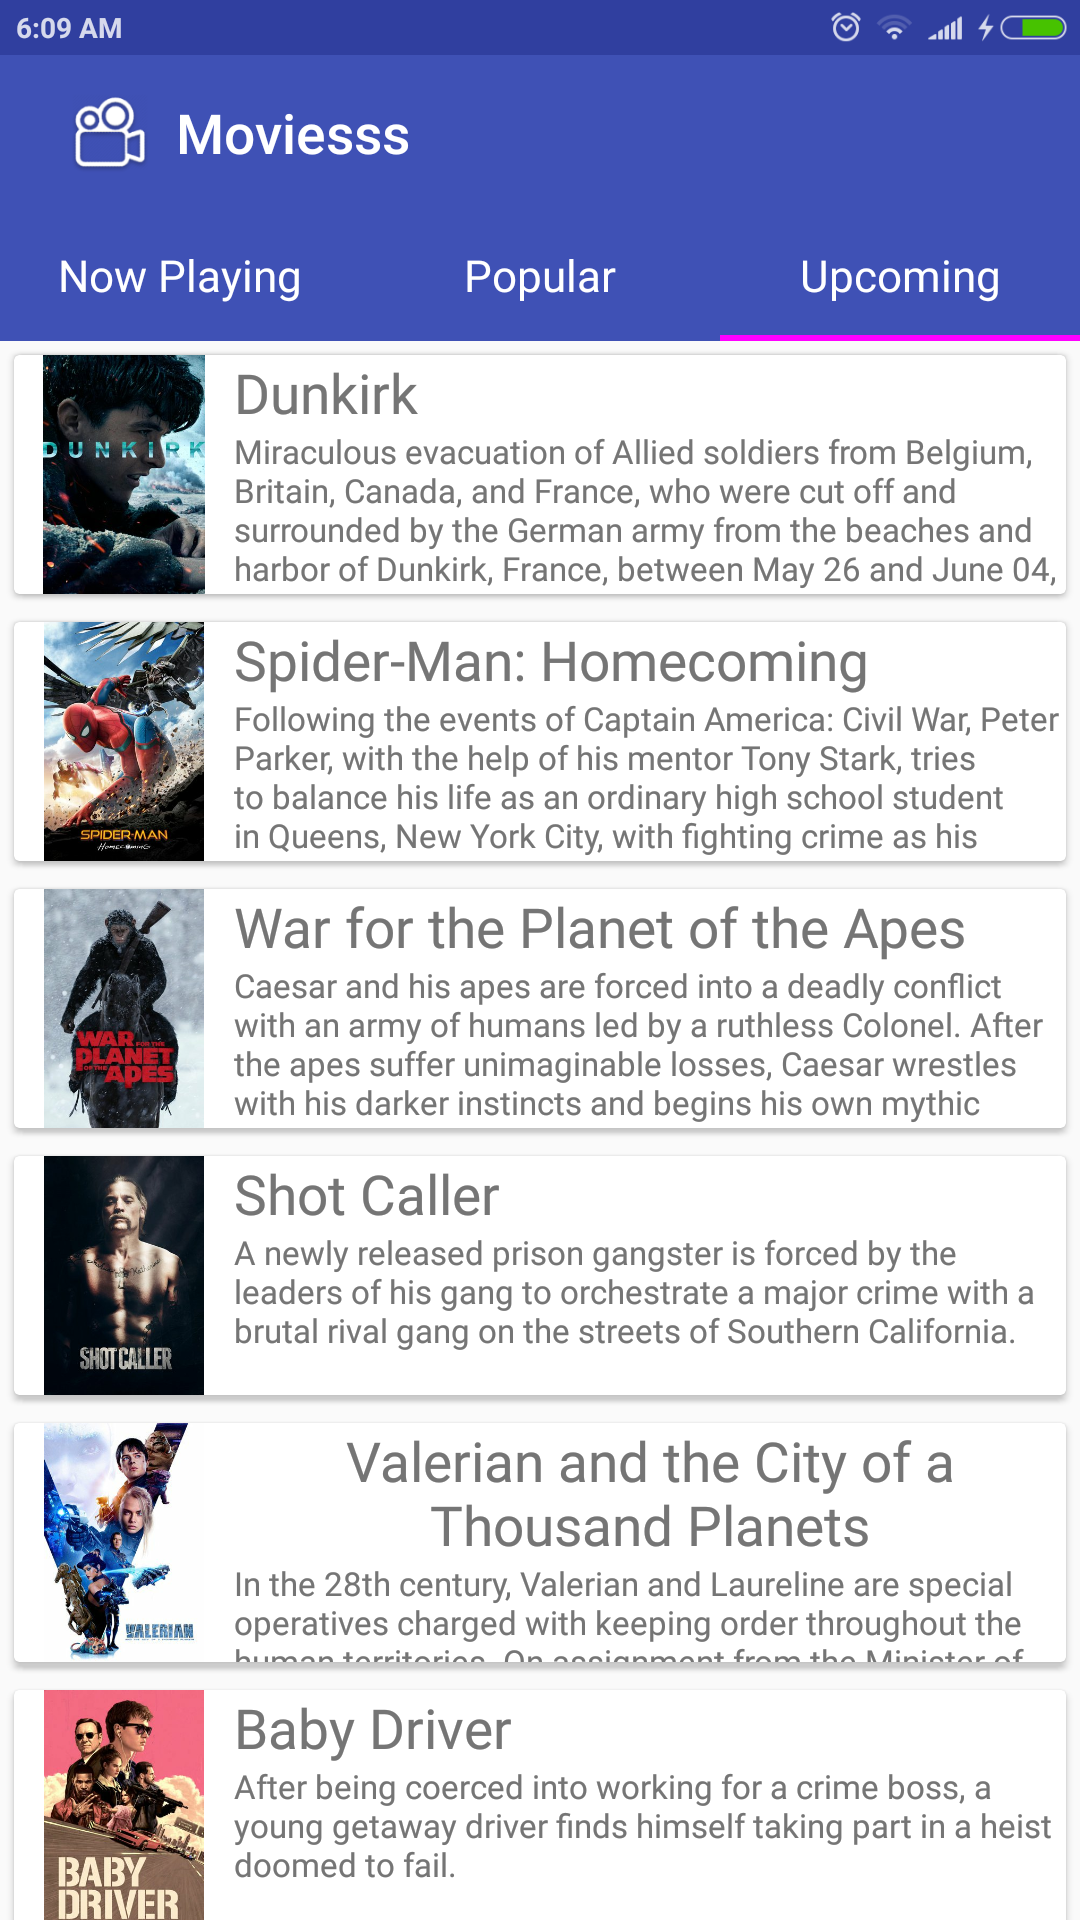 6:09 AM
Moviesss
Now Playing
Popular
Upcoming
DUNKIRK
Dunkirk
Miraculous evacuation of Allied soldiers from Belgium,
Britain, Canada, and France, who were cut off and
surrounded by the German army from the beaches and
harbor of Dunkirk, France, between May 26 and June 04,
SPIDER-MAN
HOMECOMING
Spider-Man: Homecoming
Following the events of Captain America: Civil War, Peter
Parker, with the help of his mentor Tony Stark, tries
to balance his life as an ordinary high school student
in Queens, New York City, with fighting crime as his
WAR FOR THE
PLANET
OF THE APES
War for the Planet of the Apes
Caesar and his apes are forced into a deadly conflict
with an army of humans led by a ruthless Colonel. After
the apes suffer unimaginable losses, Caesar wrestles
with his darker instincts and begins his own mythic
SHOT CALLER
Shot Caller
A newly released prison gangster is forced by the
leaders of his gang to orchestrate a major crime with a
brutal rival gang on the streets of Southern California.
VALERIAN
Valerian and the City of a
Thousand Planets
In the 28th century, Valerian and Laureline are special
operatives charged with keeping order throughout the
human territories. On assignment from the Minister of
BABY
DRIVER
Baby Driver
After being coerced into working for a crime boss, a
young getaway driver finds himself taking part in a heist
doomed to fail.